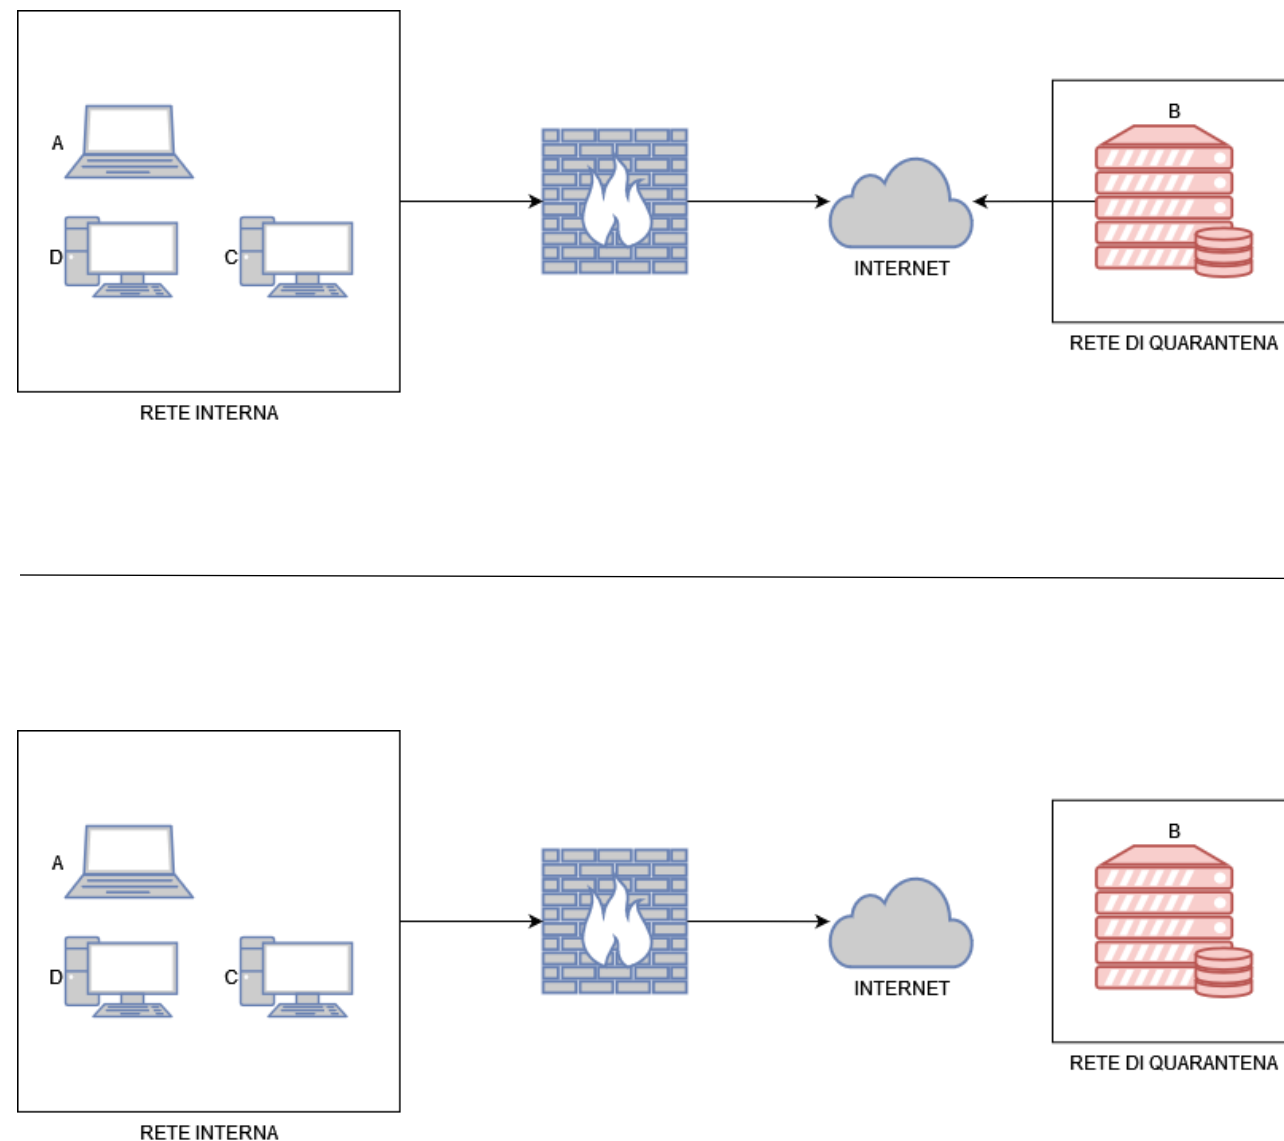 B
A
D
C
INTERNET
RETE DI QUARANTENA
RETE INTERNA
B
A
D
C
INTERNET
RETE DI QUARANTENA
RETE INTERNA